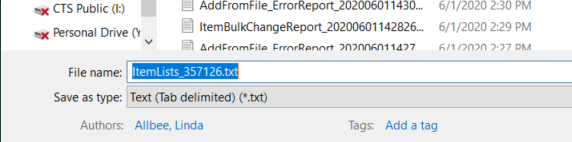 CTS Public (I:)
AddFromFile_ErrorReport_202006011430... 6/1/2020 2:30 PM
Personal Drive (Y
ItemBulkChangeReport_20200601142826... 6/1/2020 2:29 PM
AddFromFile_ErrorReport_202006011427 6/1/2020 2:27 PM
File name: ItemLists_357126.txt
Save as type: Text (Tab delimited) (*.txt)
Authors: Allbee, Linda Tags: Add a tag